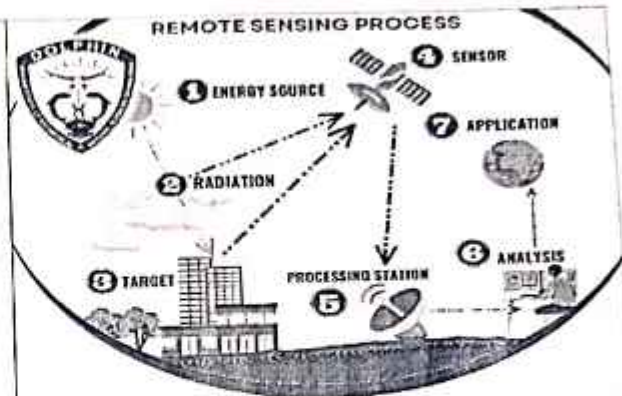 REMOTE SENSING PROCESS
DOLPHIN
4 SENSOR
1 ENERGY SOURCE
7 APPLICATION
2 RADIATION
6 ANALYSIS
3 TARGET
PROCESSING STATION
5